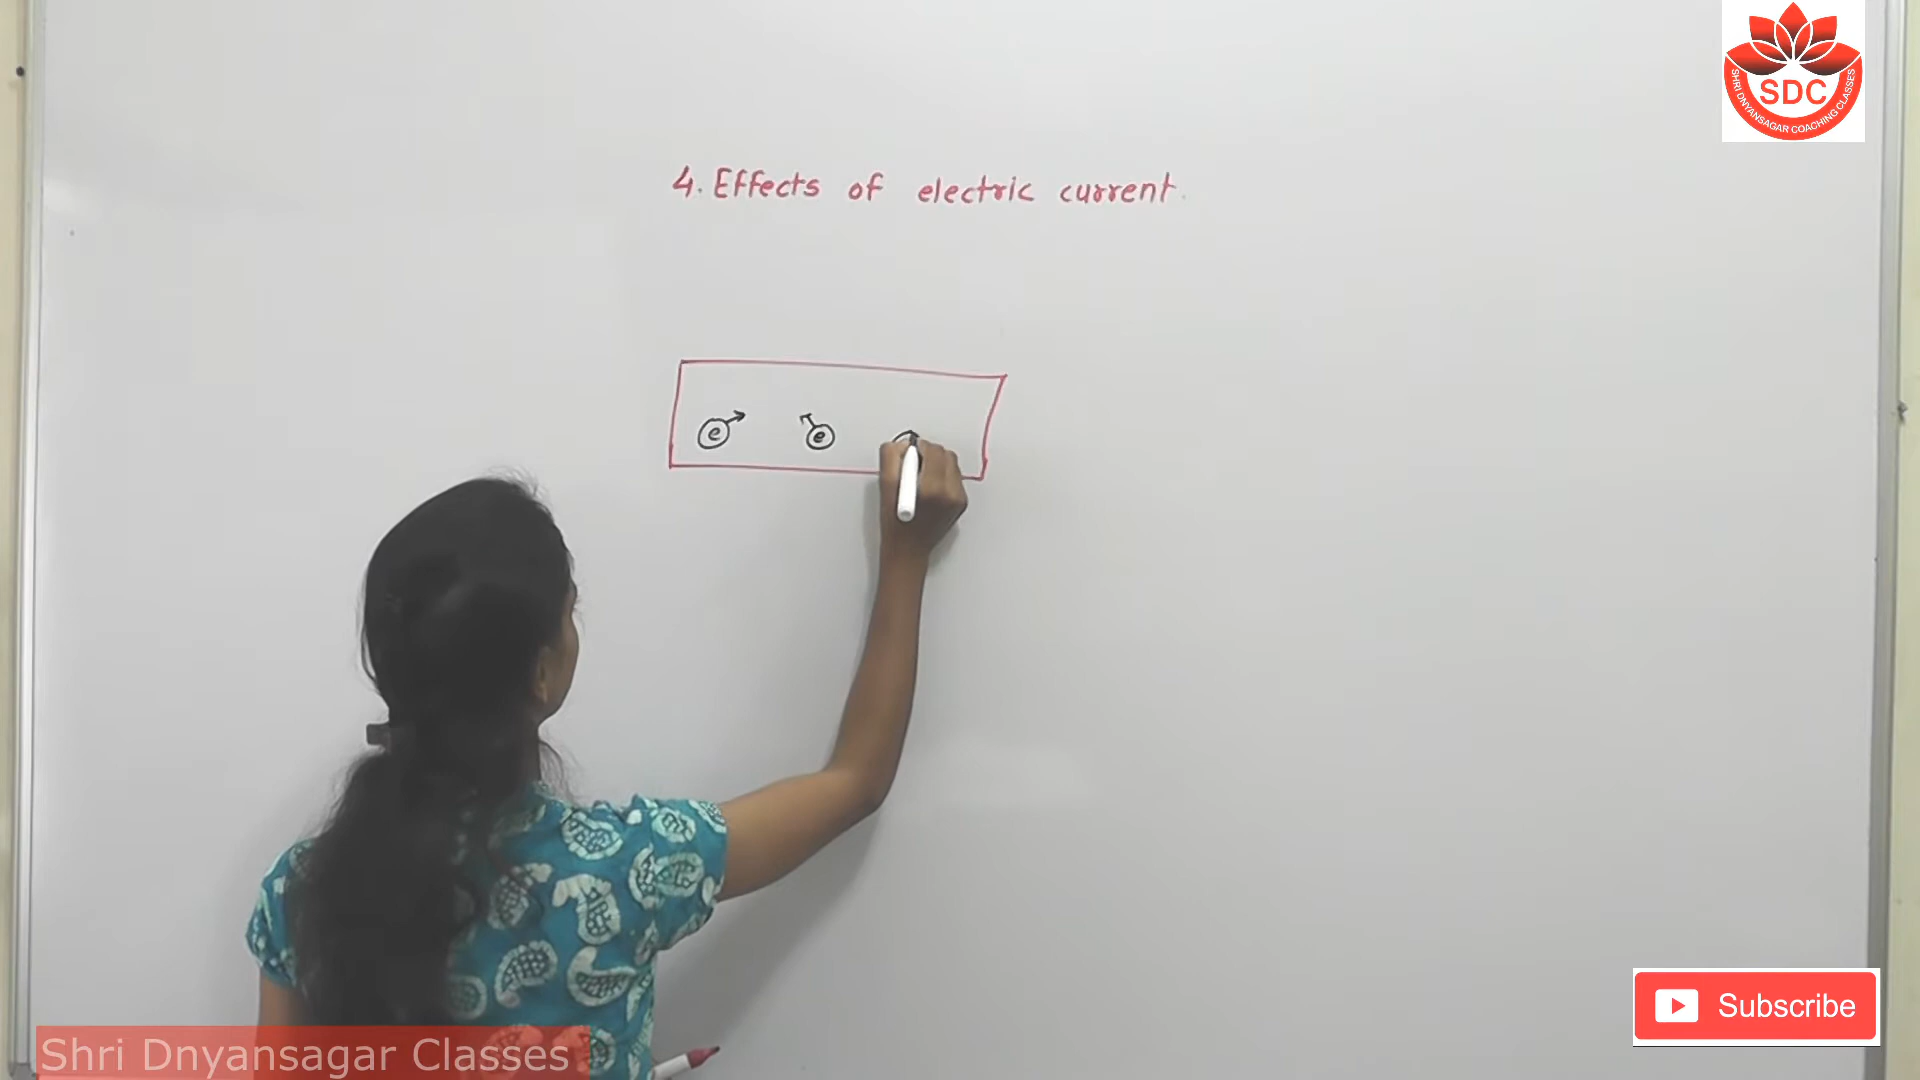 SDC
SHRI DNYANSAGAR COACHING CLASSES
4. Effects of electric current.
e e
Subscribe
Shri Dnyansagar Classes